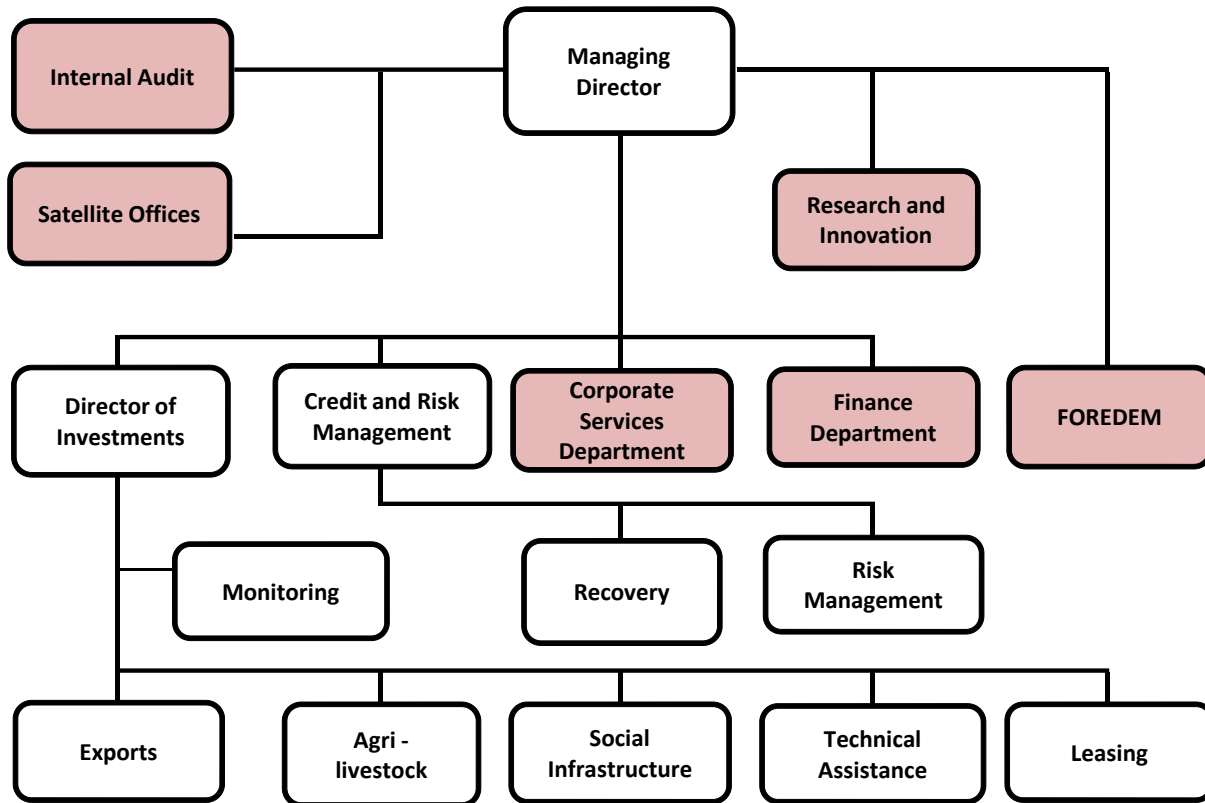 Internal Audit
Managing
Director
Satellite Offices
Research and
Innovation
Director of
Investments
Credit and Risk
Management
Corporate
Services
Department
Finance
Department
FOREDEM
Monitoring
Recovery
Risk
Management
Exports
Agri -
livestock
Social
Infrastructure
Technical
Assistance
Leasing